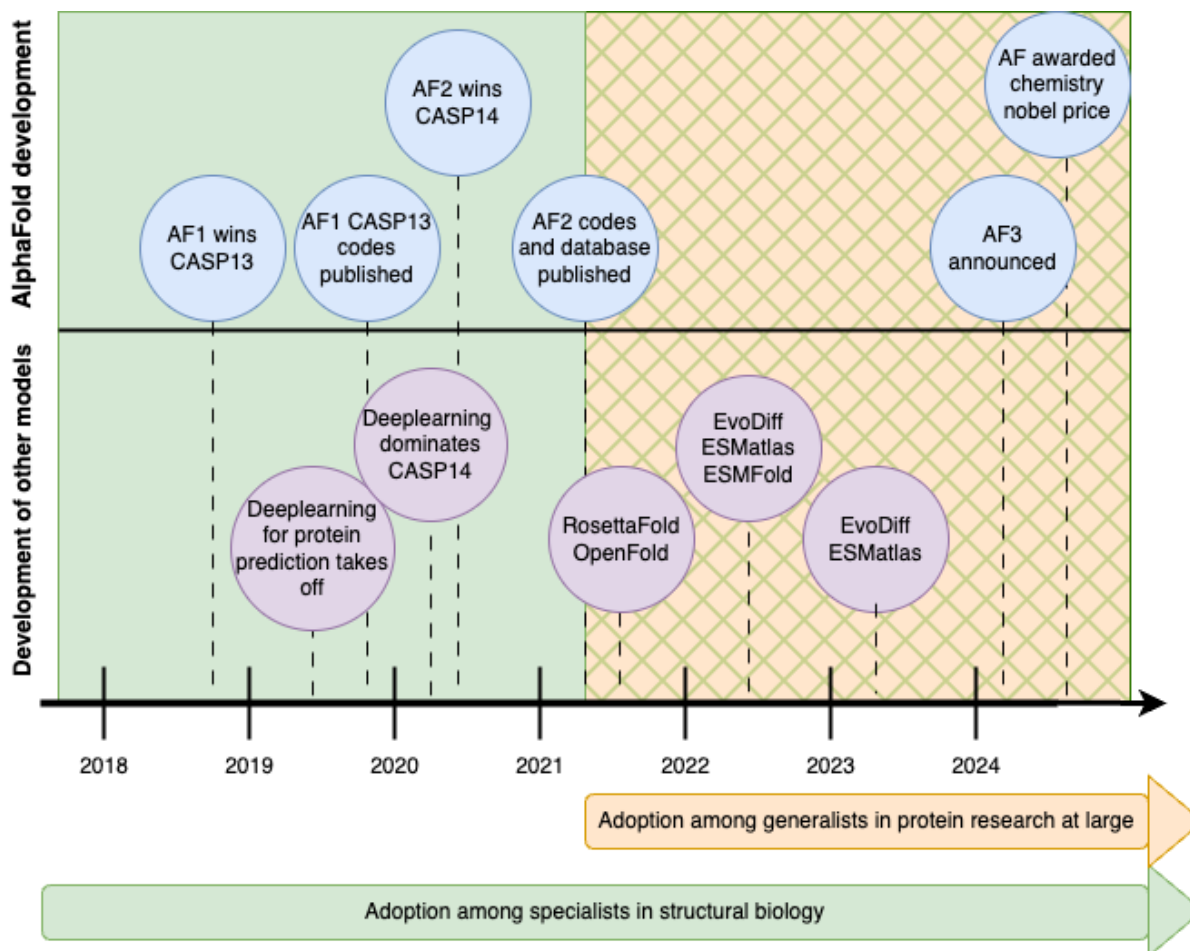 AlphaFold development
AF1 wins
CASP13
AF1 CASP13
codes
published
AF2 wins
CASP14
AF2 codes
and database
published
AF3
announced
AF awarded
chemistry
nobel price
Development of other models
Deeplearning
for protein
prediction takes
off
Deeplearning
dominates
CASP14
RosettaFold
OpenFold
EvoDiff
ESMatlas
ESMFold
EvoDiff
ESMatlas
2018
2019
2020
2021
2022
2023
2024
Adoption among generalists in protein research at large
Adoption among specialists in structural biology